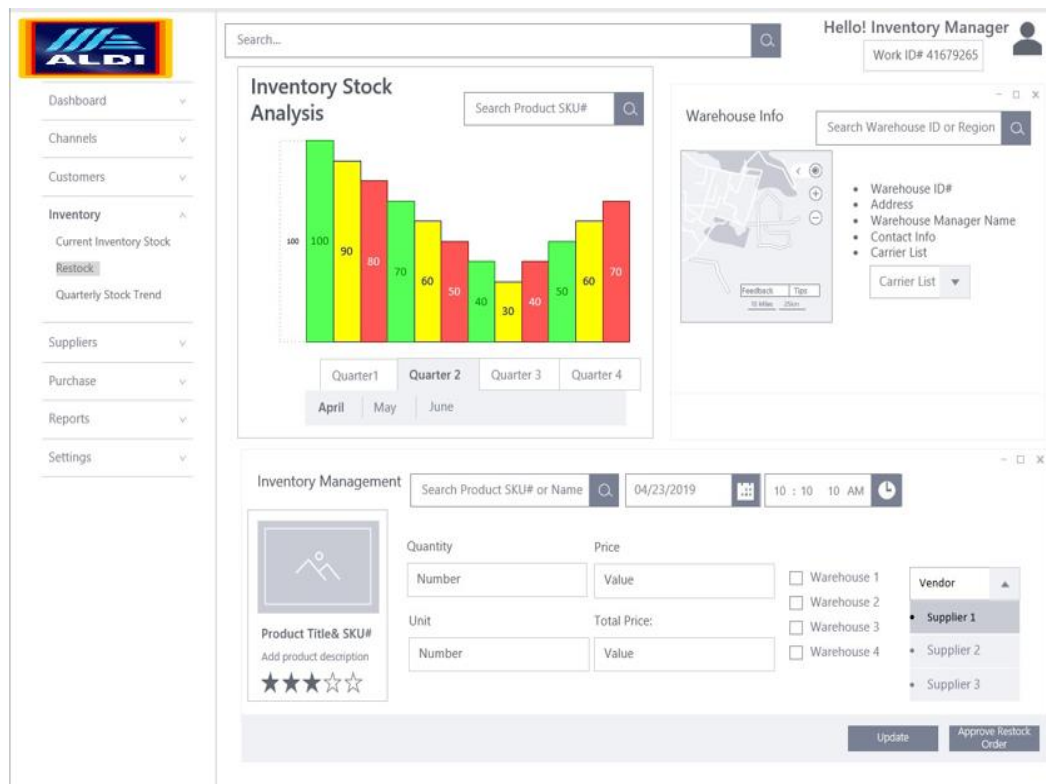 ALDI
Search...
Hello! Inventory Manager
Work ID# 41679265
Dashboard
Channels
Customers
Inventory
Current Inventory Stock
Restock
Quarterly Stock Trend
Suppliers
Purchase
Reports
Settings
Inventory Stock
Analysis
Search Product SKU#
100
100
90
80
70
60
50
40
30
40
50
60
70
Quarter1
Quarter 2
Quarter 3
Quarter 4
April
May
June
Warehouse Info
Search Warehouse ID or Region
Feedback
Tips
10 Miles
25km
• Warehouse ID#
• Address
• Warehouse Manager Name
• Contact Info
• Carrier List
Carrier List
Inventory Management
Search Product SKU# or Name
04/23/2019
10 : 10 10 AM
Product Title& SKU#
Add product description
Quantity
Number
Price
Value
Unit
Number
Total Price:
Value
Warehouse 1
Warehouse 2
Warehouse 3
Warehouse 4
Vendor
• Supplier 1
• Supplier 2
• Supplier 3
Update
Approve Restock
Order